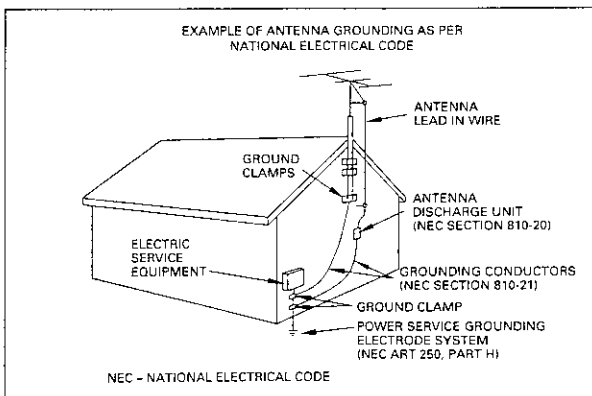 EXAMPLE OF ANTENNA GROUNDING AS PER
NATIONAL ELECTRICAL CODE
ANTENNA
LEAD IN WIRE
GROUND
CLAMPS
ANTENNA
DISCHARGE UNIT
(NEC SECTION 810-20)
ELECTRIC
SERVICE
EQUIPMENT
GROUNDING CONDUCTORS
(NEC SECTION 810-21)
GROUND CLAMP
POWER SERVICE GROUNDING
ELECTRODE SYSTEM
(NEC ART 250, PART H)
NEC – NATIONAL ELECTRICAL CODE